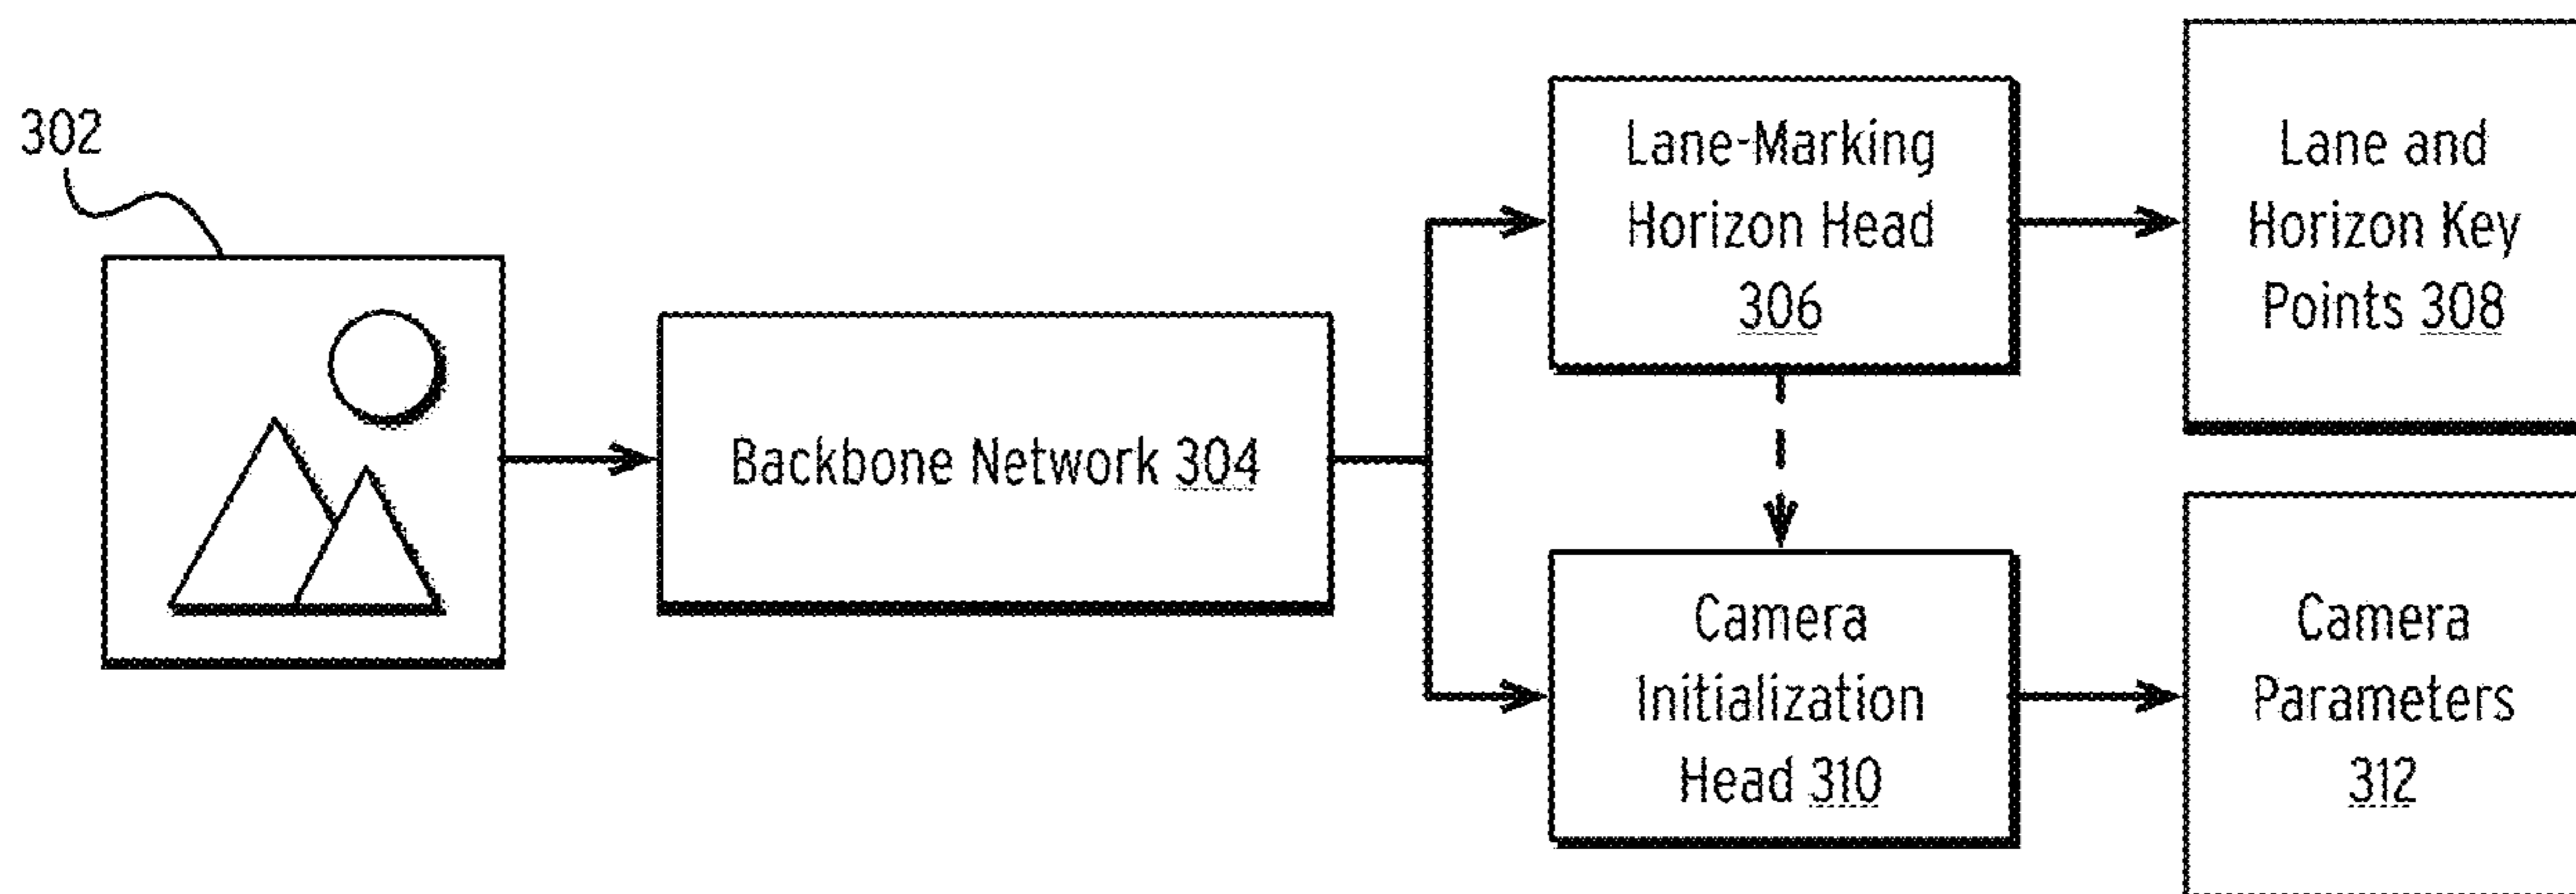 302
Backbone Network 304
Lane-Marking
Horizon Head
306
Lane and
Horizon Key
Points 308
Camera
Initialization
Head 310
Camera
Parameters
312